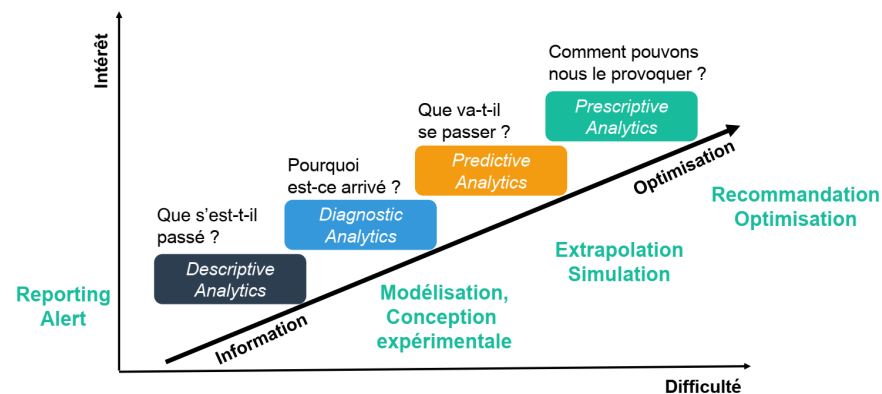 Intérêt
Comment pouvons
nous le provoquer ?
Prescriptive
Analytics
Que va-t-il
se passer ?
Predictive
Analytics
Optimisation
Pourquoi
est-ce arrivé ?
Diagnostic
Analytics
Recommandation
Optimisation
Que s’est-t-il
passé ?
Descriptive
Analytics
Extrapolation
Simulation
Reporting
Alert
Modélisation,
Conception
expérimentale
Information
Difficulté